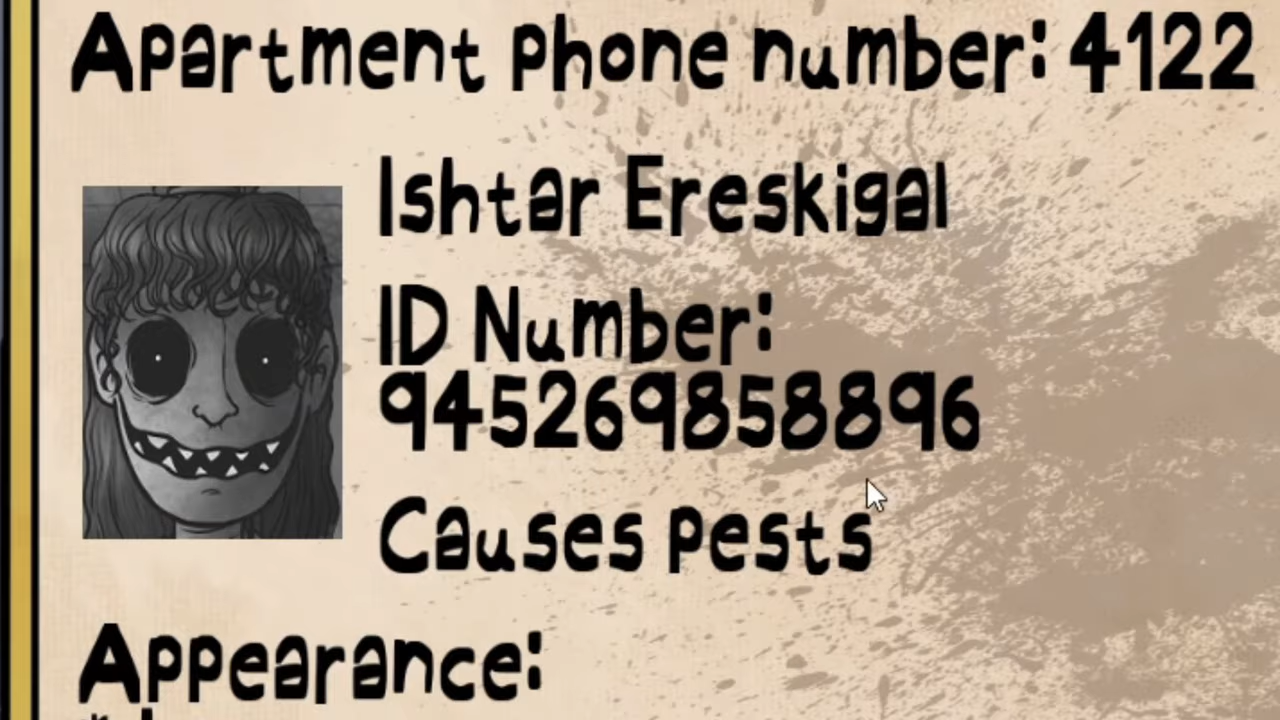 Apartment phone number: 4122
Ishtar Ereskigal
ID Number:
945269858896
Causes pests
Appearance: